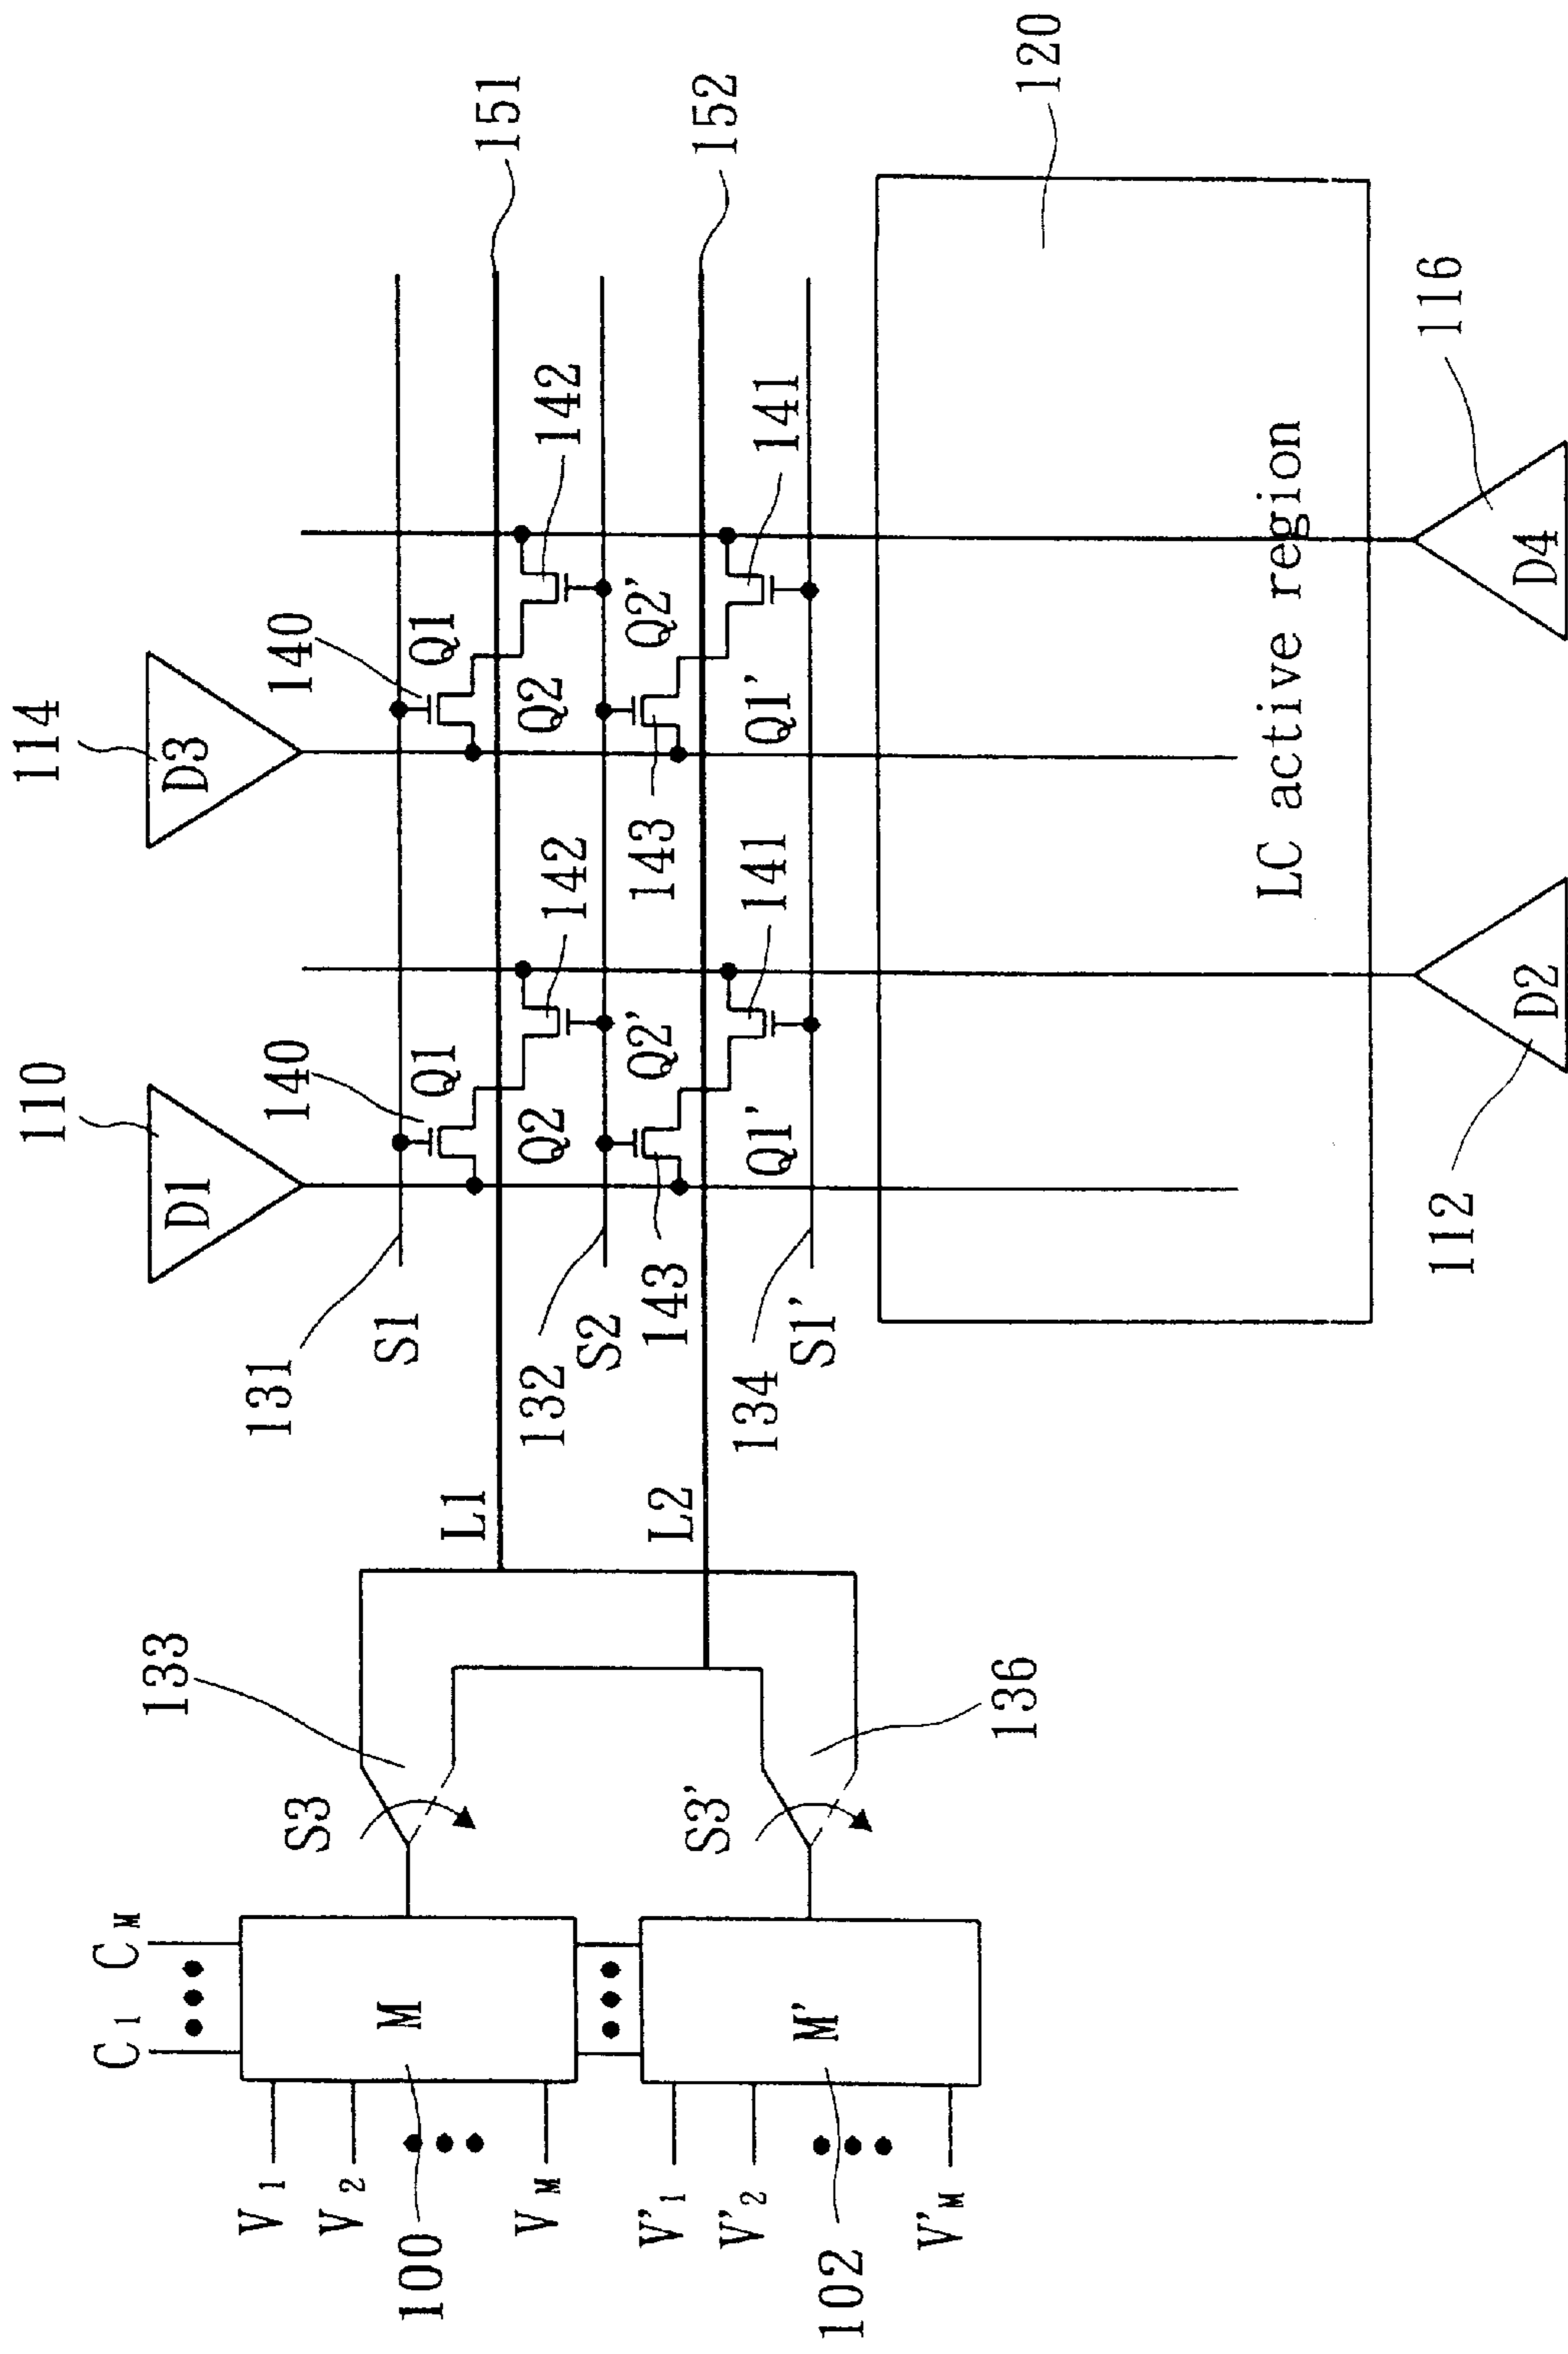 C1 CM
V1
V2
VM
100
M
V'1
V'2
V'M
102
M'
S3
133
S3'
136
L1
L2
131
S1
132
S2
134
S1'
151
152
110
D1
114
D3
140
Q1
140
Q1
142
142
Q2
Q2
143
Q2'
143
Q2'
141
141
Q1'
Q1'
LC active region
120
112
D2
116
D4